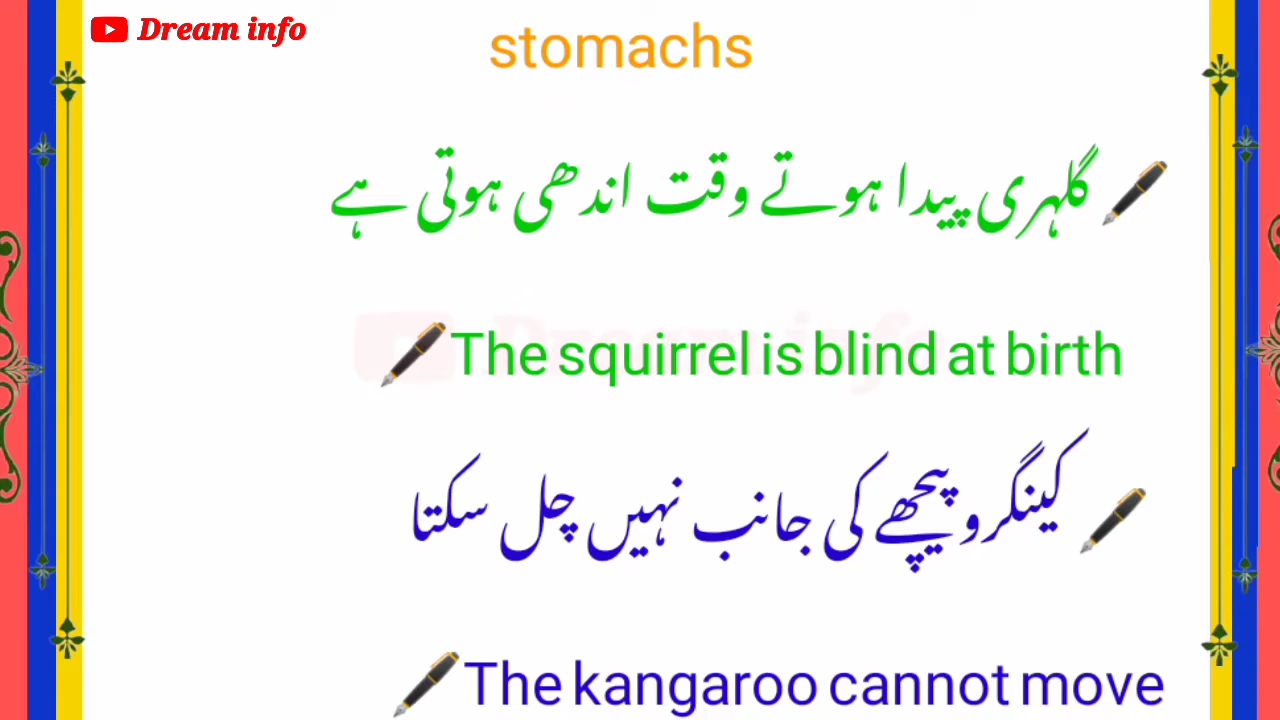 Dream info
stomachs
گلہری پیدا ہوتے وقت اندھی ہوتی ہے
The squirrel is blind at birth
کینگرو پیچھے کی جانب نہیں چل سکتا
The kangaroo cannot move